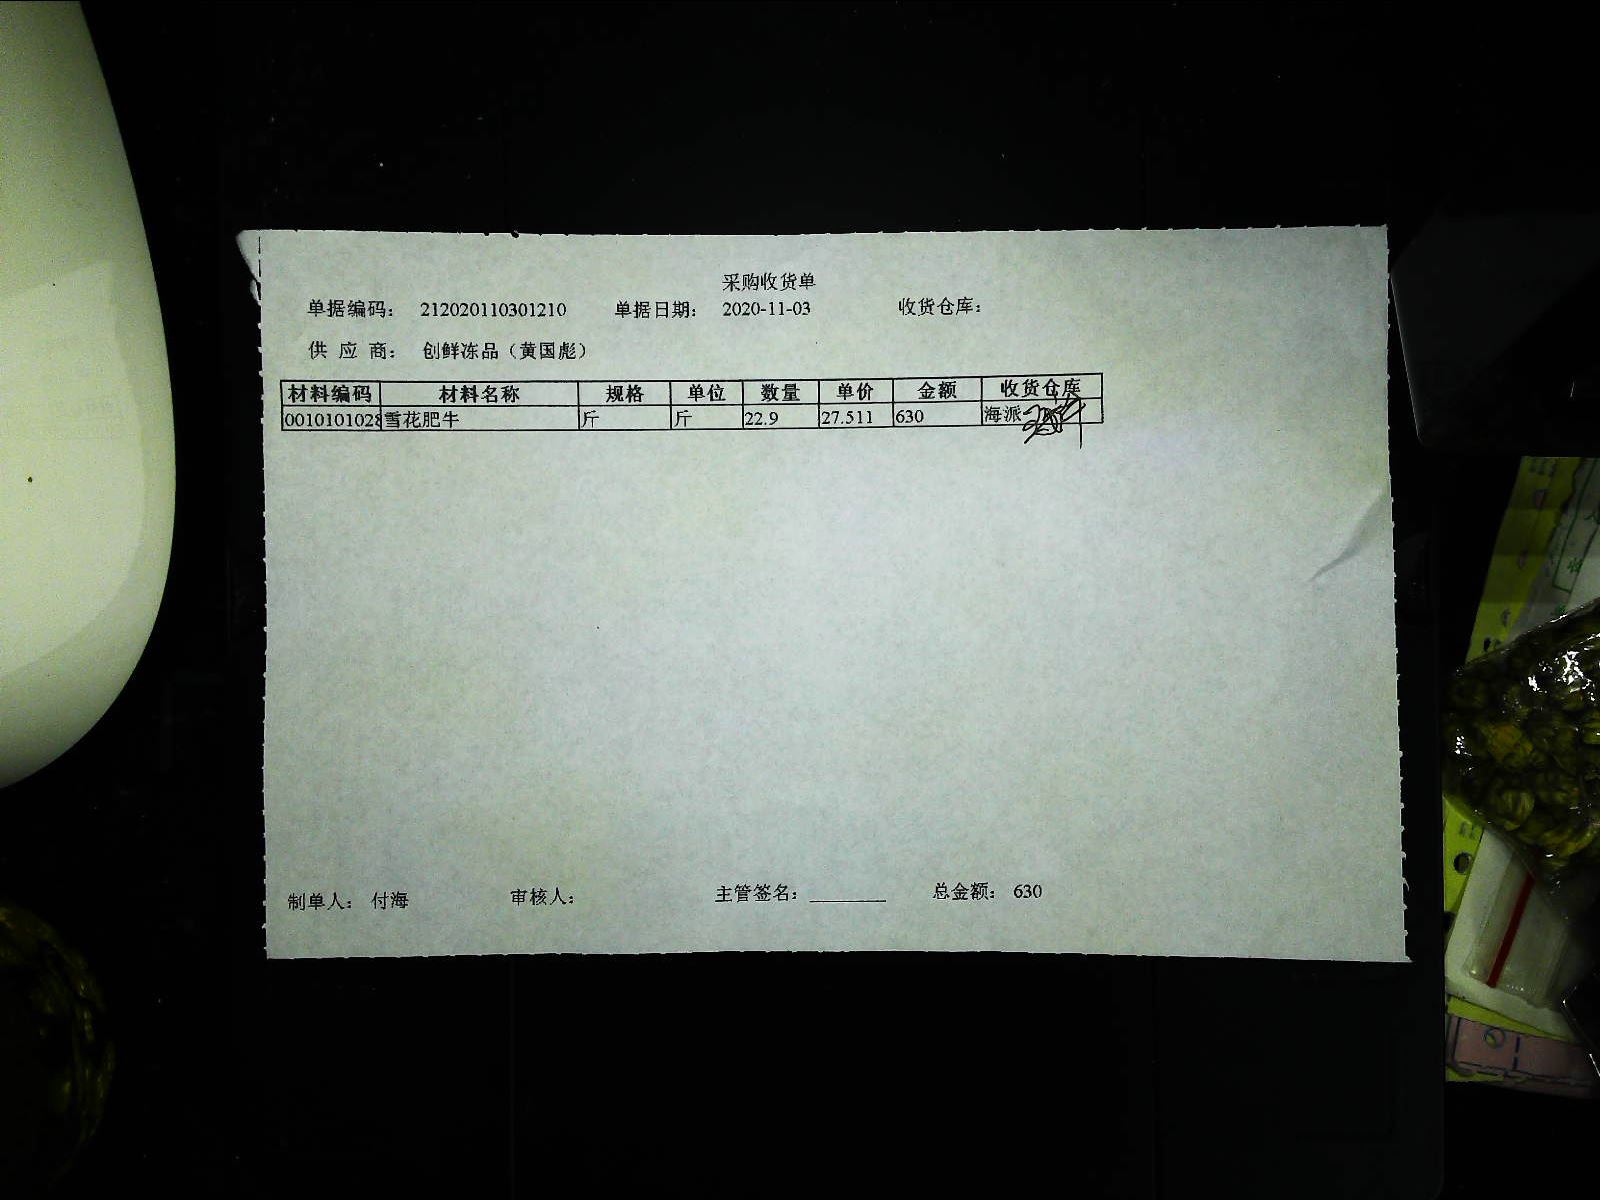 采购收货单
单据编码： 212020110301210 单据日期： 2020-11-03 收货仓库：
供 应 商： 创鲜冻品（黄国彪）
材料编码 材料名称 规格 单位 数量 单价 金额 收货仓库
0010101028 雪花肥牛 斤 斤 22.9 27.511 630 海派
制单人： 付海 审核人： 主管签名： ________ 总金额： 630